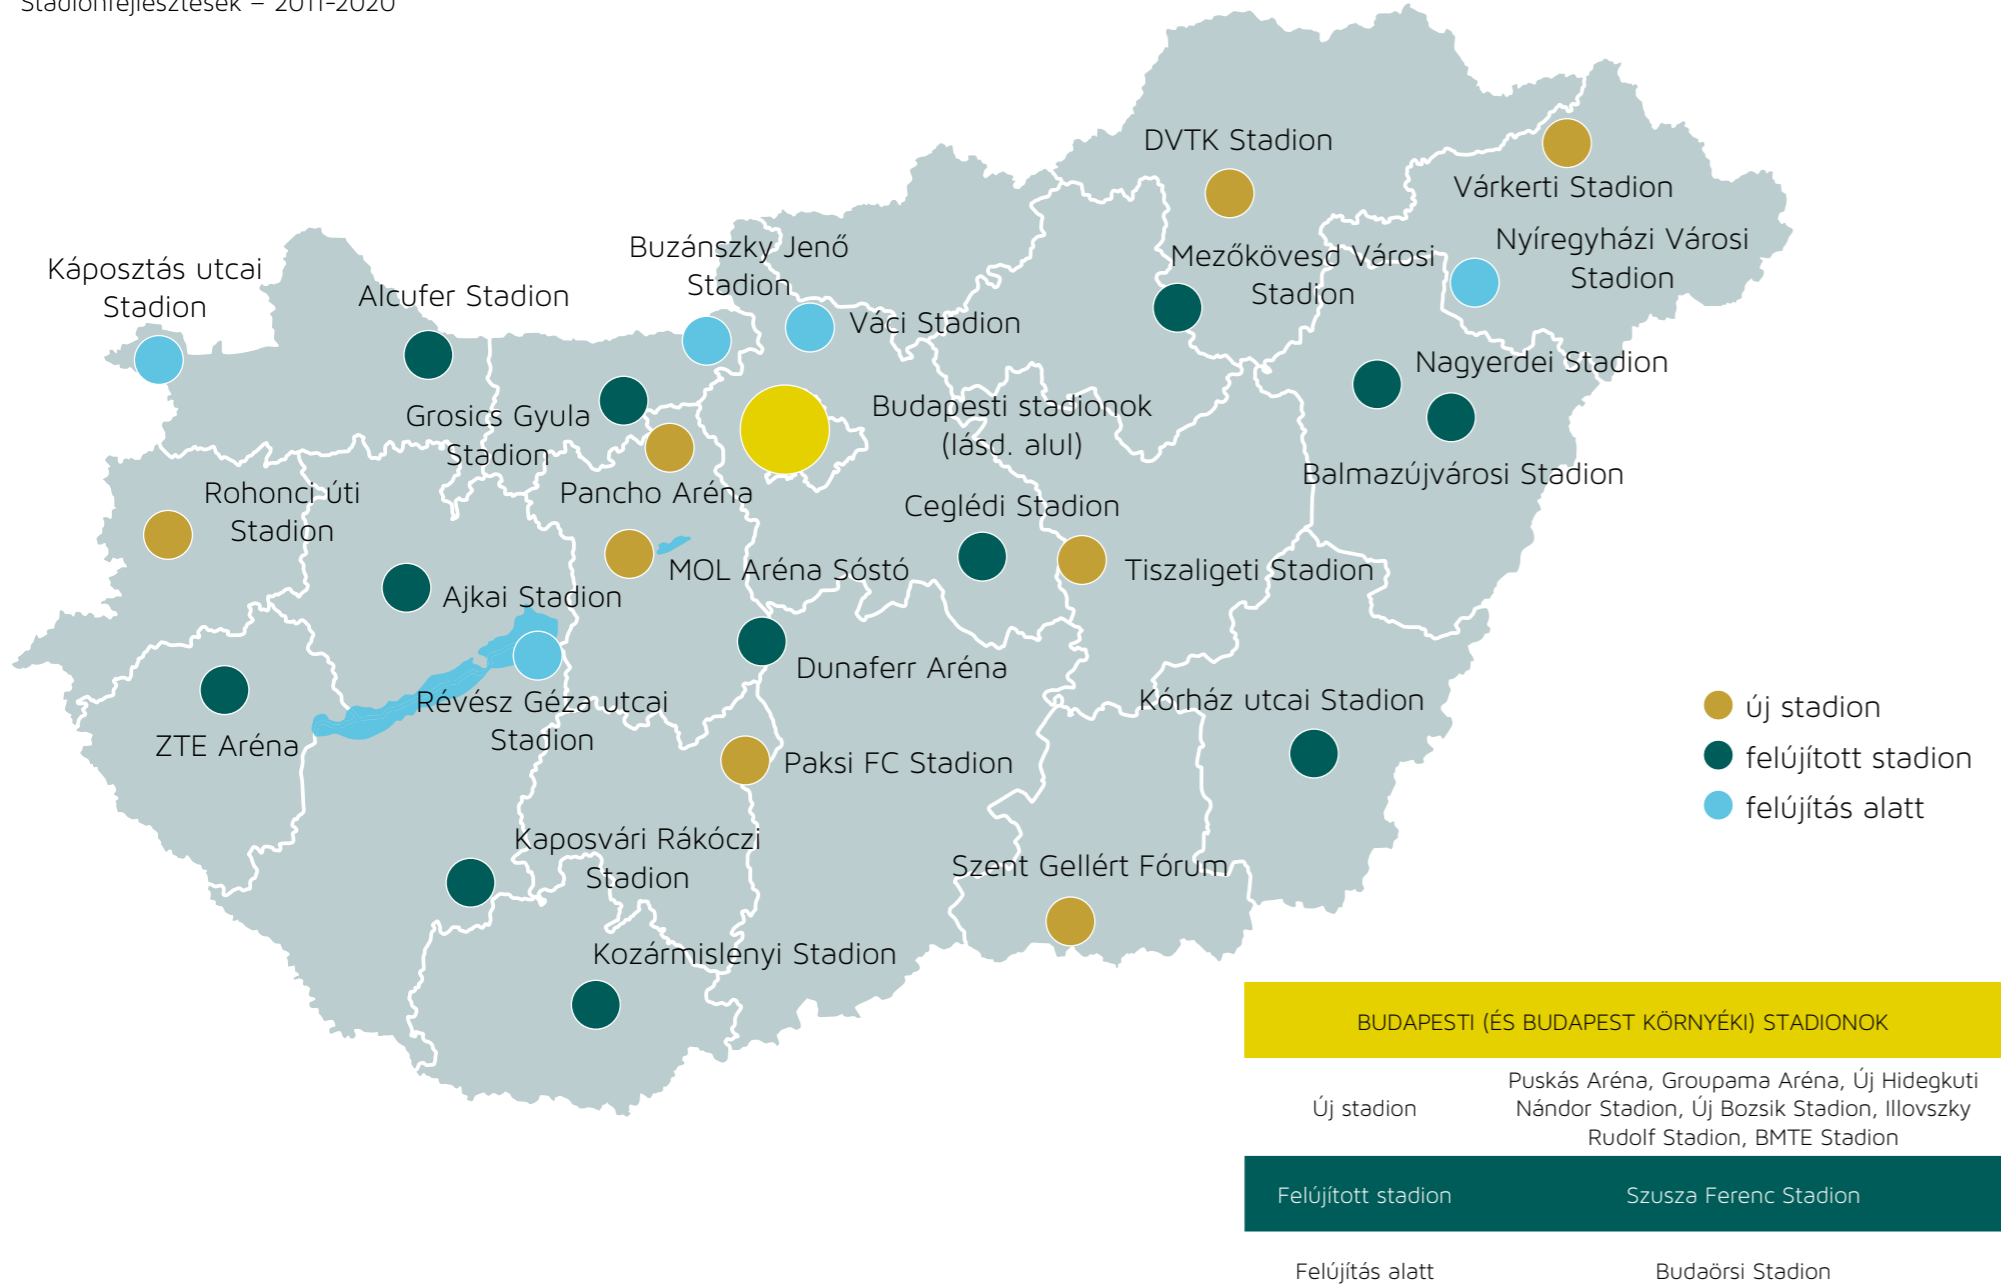 Stadionfejlesztések – 2011-2020
DVTK Stadion
Várkerti Stadion
Nyíregyházi Városi
Stadion
Mezőkövesd Városi
Stadion
Buzánszky Jenő
Stadion
Káposztás utcai
Stadion
Alcufer Stadion
Váci Stadion
Nagyerdei Stadion
Grosics Gyula
Stadion
Budapesti stadionok
(lásd. alul)
Balmazújvárosi Stadion
Rohonci úti
Stadion
Pancho Aréna
Ceglédi Stadion
MOL Aréna Sóstó
Tiszaligeti Stadion
Ajkai Stadion
Dunaferr Aréna
Révész Géza utcai
Stadion
Kórház utcai Stadion
ZTE Aréna
Paksi FC Stadion
Kaposvári Rákóczi
Stadion
Szent Gellért Fórum
Kozármislenyi Stadion
új stadion
felújított stadion
felújítás alatt
BUDAPESTI (ÉS BUDAPEST KÖRNYÉKI) STADIONOK
Új stadion
Puskás Aréna, Groupama Aréna, Új Hidegkuti
Nándor Stadion, Új Bozsik Stadion, Illovszky
Rudolf Stadion, BMTE Stadion
Felújított stadion
Szusza Ferenc Stadion
Felújítás alatt
Budaörsi Stadion